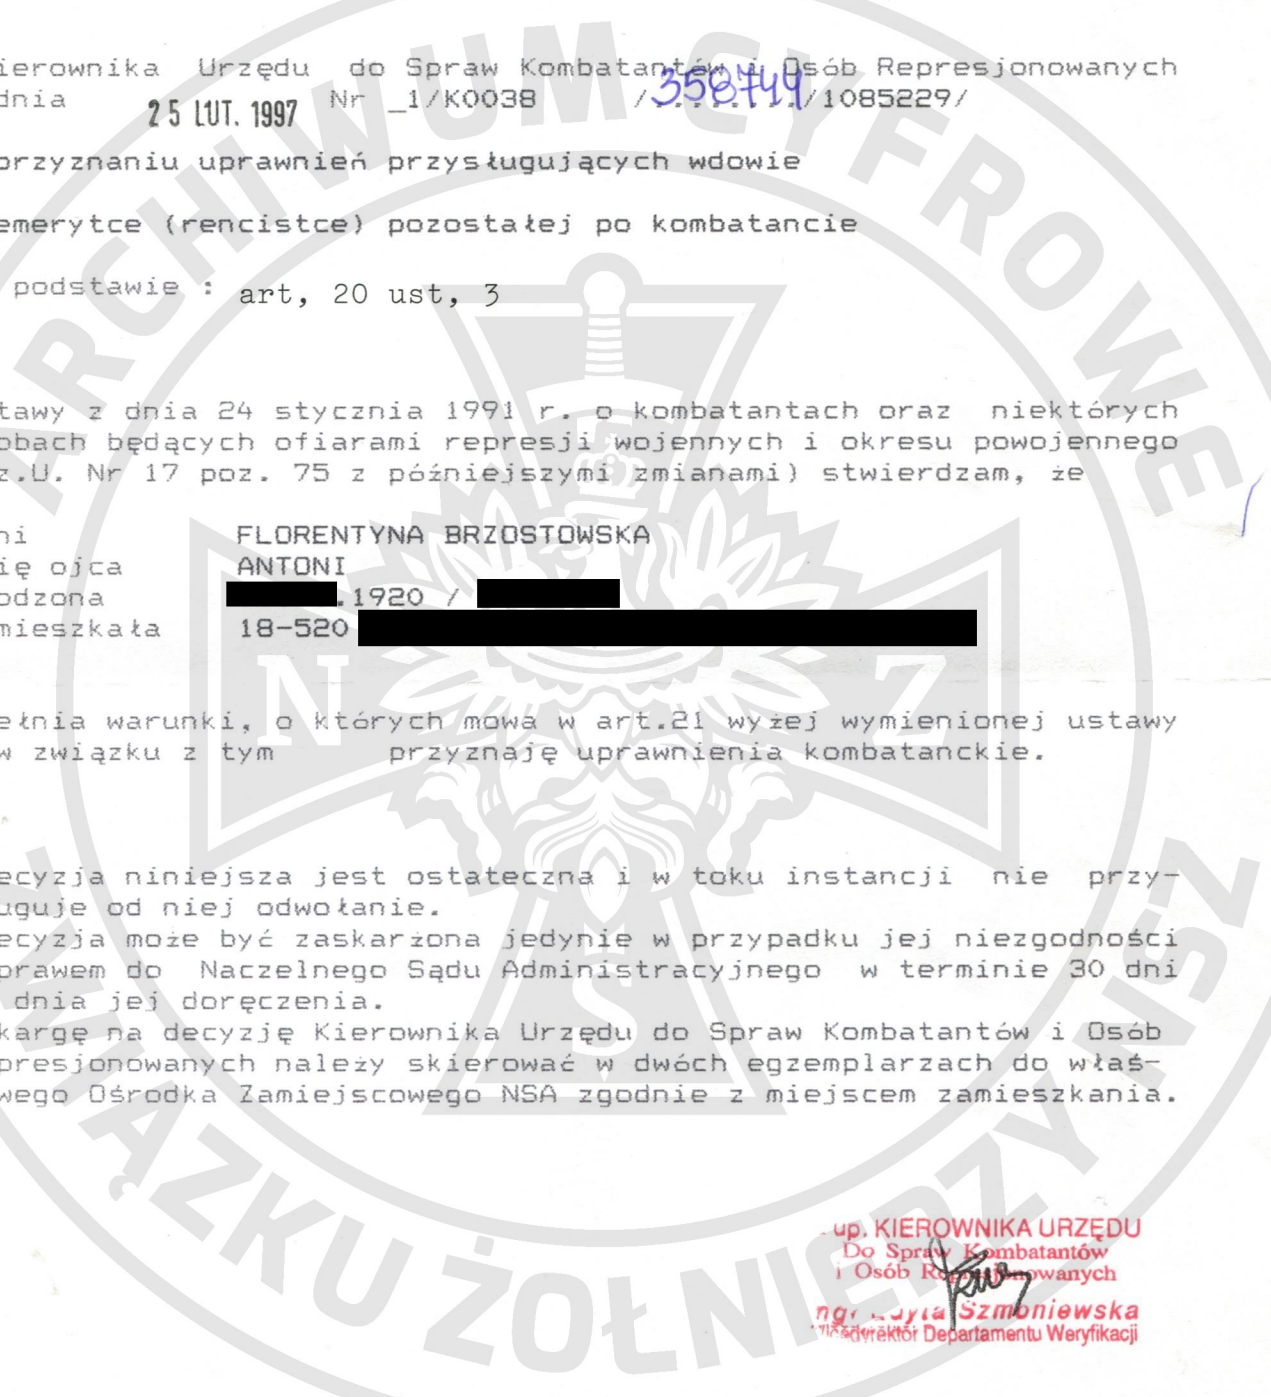 ierownika Urzędu do Spraw Kombatantów i Osób Represjonowanych
dnia 25 LUT. 1997 Nr _1/K0038 /358744/1085229/
przyznaniu uprawnień przysługujących wdowie
emerytce (rencistce) pozostałej po kombatancie
podstawie : art, 20 ust, 3
tawy z dnia 24 stycznia 1991 r. o kombatantach oraz niektórych
obach będących ofiarami represji wojennych i okresu powojennego
z.U. Nr 17 poz. 75 z późniejszymi zmianami) stwierdzam, że
ni FLORENTYNA BRZOSTOWSKA
ię ojca ANTONI
odzona .1920 /
mieszkała 18-520
ełnia warunki, o których mowa w art.21 wyżej wymienionej ustawy
w związku z tym przyznaję uprawnienia kombatanckie.
ecyzja niniejsza jest ostateczna i w toku instancji nie przy-
uguje od niej odwołanie.
ecyzja może być zaskarżona jedynie w przypadku jej niezgodności
prawem do Naczelnego Sądu Administracyjnego w terminie 30 dni
dnia jej doręczenia.
kargę na decyzję Kierownika Urzędu do Spraw Kombatantów i Osób
presjonowanych należy skierować w dwóch egzemplarzach do właś-
wego Ośrodka Zamiejscowego NSA zgodnie z miejscem zamieszkania.
up. KIEROWNIKA URZĘDU
Do Spraw Kombatantów
i Osób Represjonowanych
Szmoniewska
Wicedyrektor Departamentu Weryfikacji
ARCHIWUM CYFROWE
ZWIĄZKU ŻOŁNIERZY NSZ
N Z
S